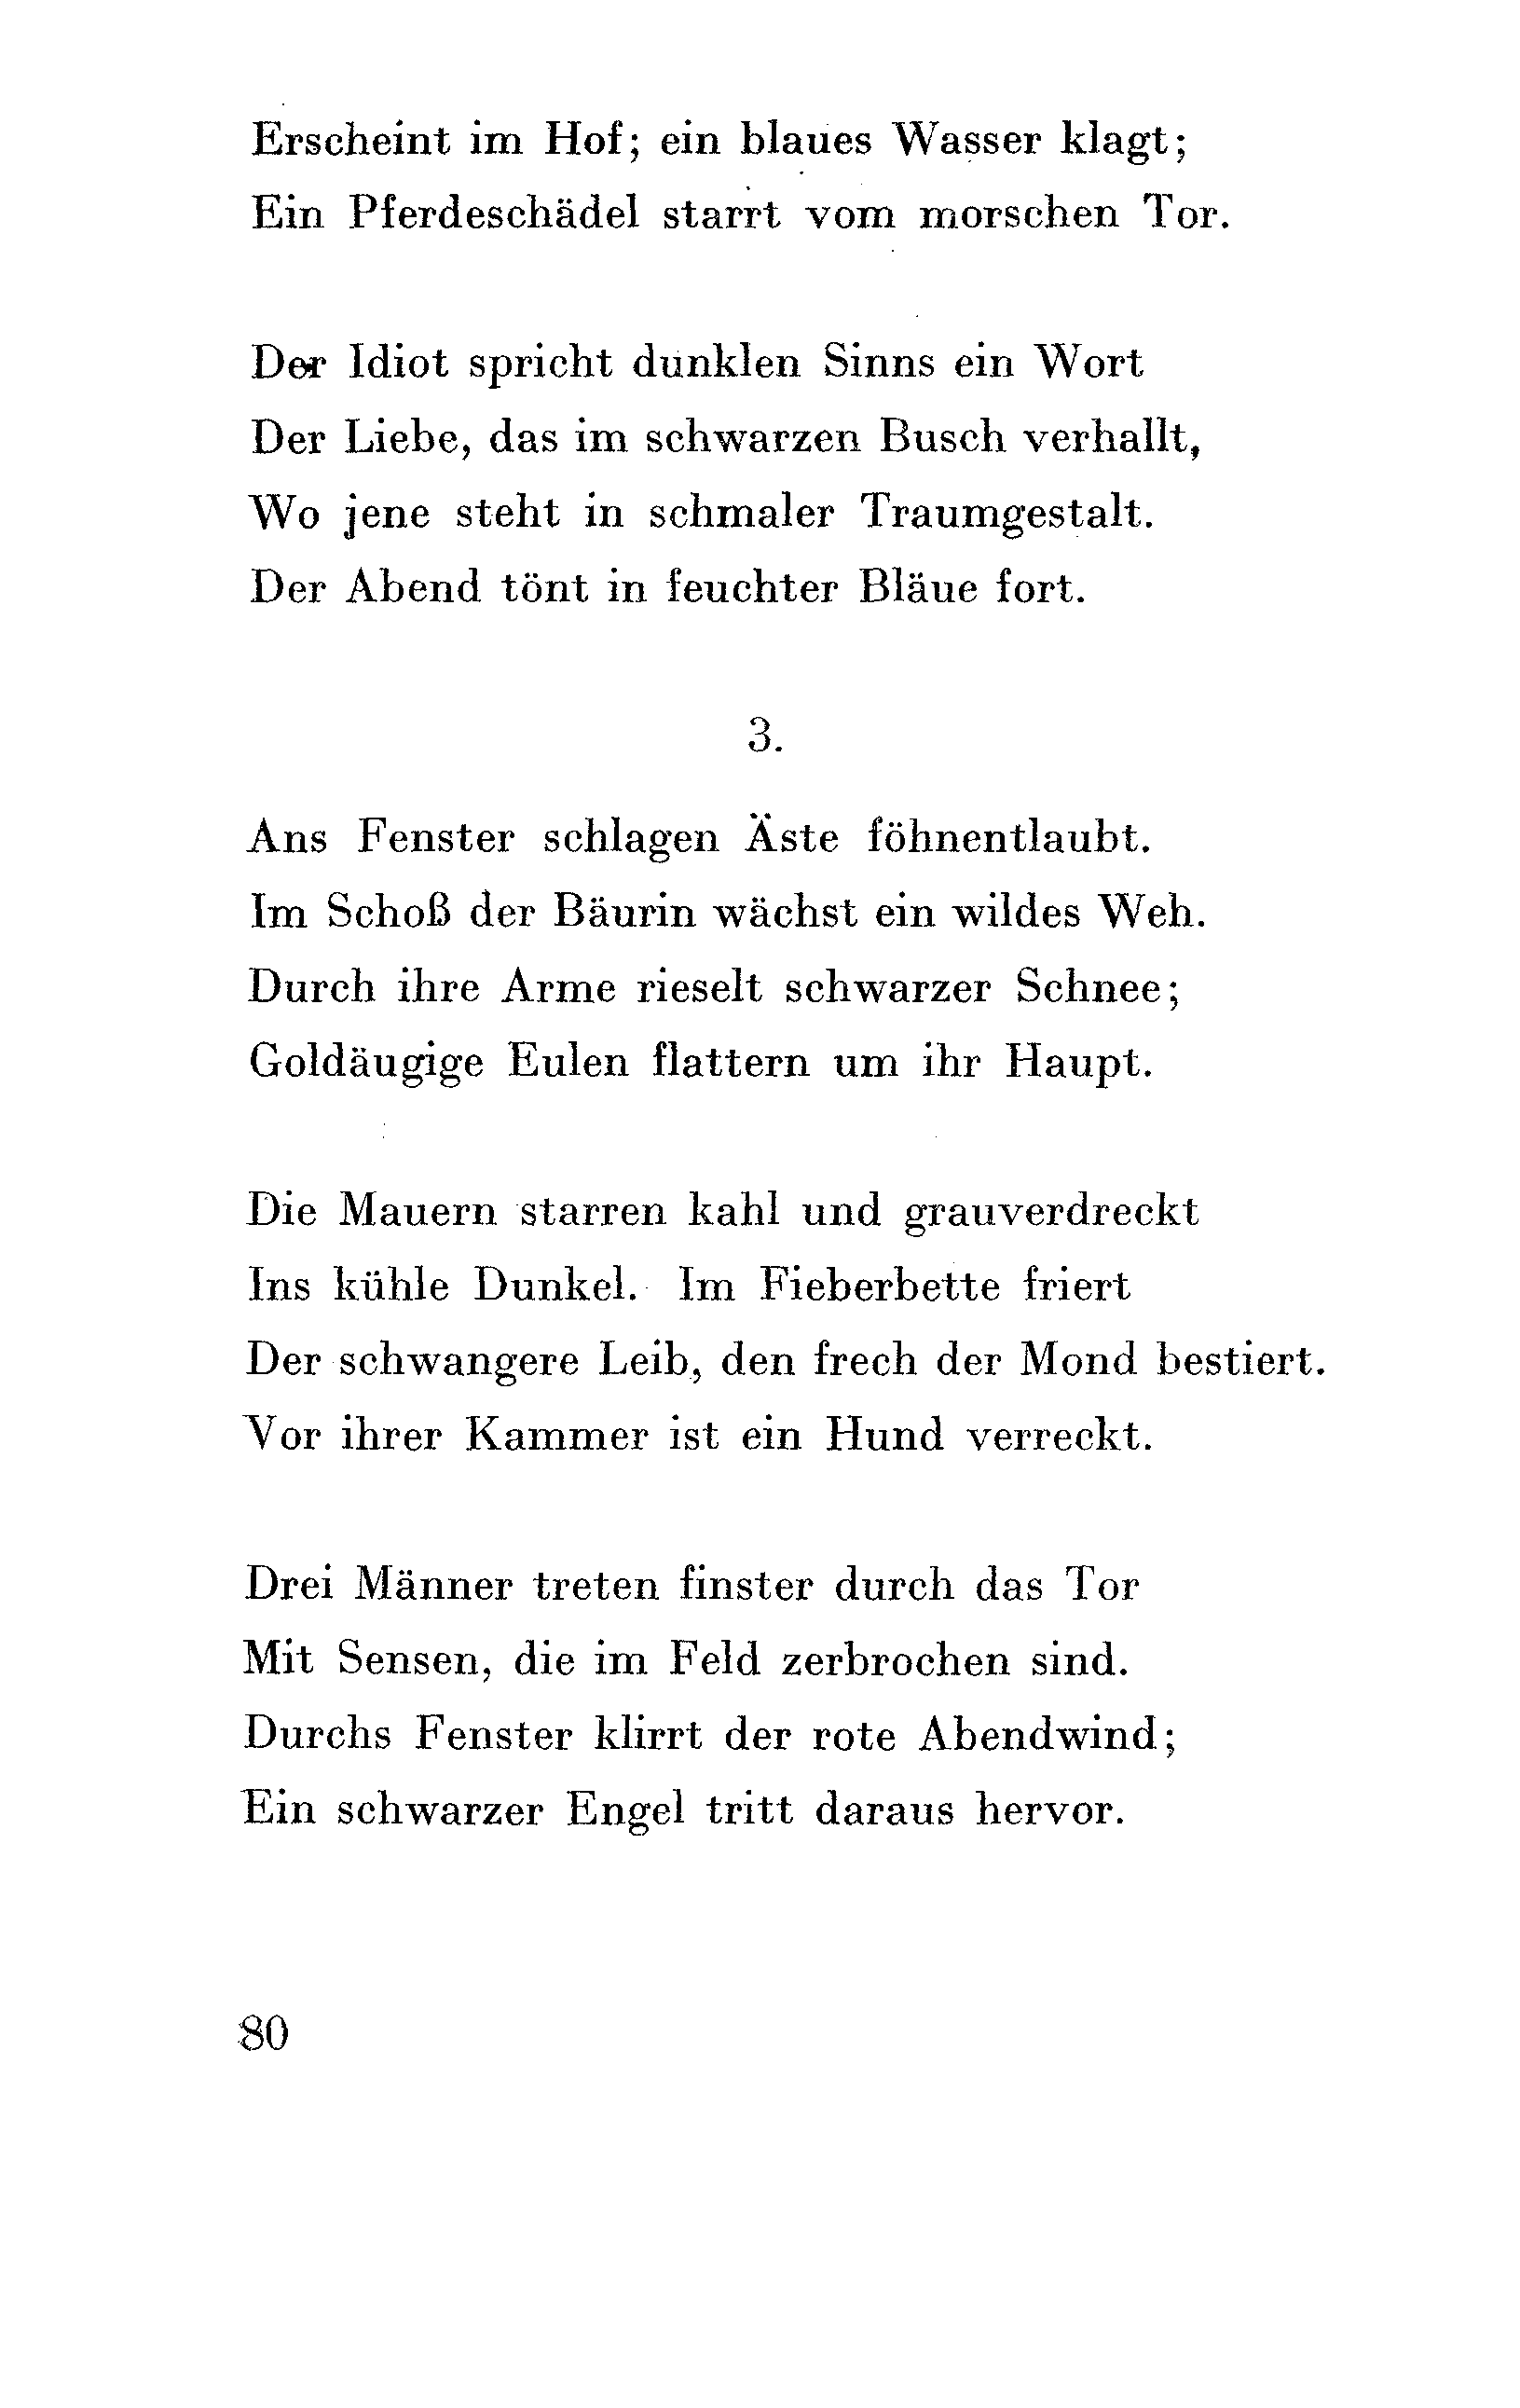 Erscheint im Hof; ein blaues Wasser klagt;
Ein Pferdeschädel starrt vom morschen Tor.
Der Idiot spricht dunklen Sinns ein Wort
Der Liebe, das im schwarzen Busch verhallt,
Wo jene steht in schmaler Traumgestalt.
Der Abend tönt in feuchter Bläue fort.
3.
Ans Fenster schlagen Äste föhnentlaubt.
Im Schoß der Bäurin wächst ein wildes Weh.
Durch ihre Arme rieselt schwarzer Schnee;
Goldäugige Eulen flattern um ihr Haupt.
Die Mauern starren kahl und grauverdreckt
Ins kühle Dunkel. Im Fieberbette friert
Der schwangere Leib, den frech der Mond bestiert.
Vor ihrer Kammer ist ein Hund verreckt.
Drei Männer treten finster durch das Tor
Mit Sensen, die im Feld zerbrochen sind.
Durchs Fenster klirrt der rote Abendwind;
Ein schwarzer Engel tritt daraus hervor.
80